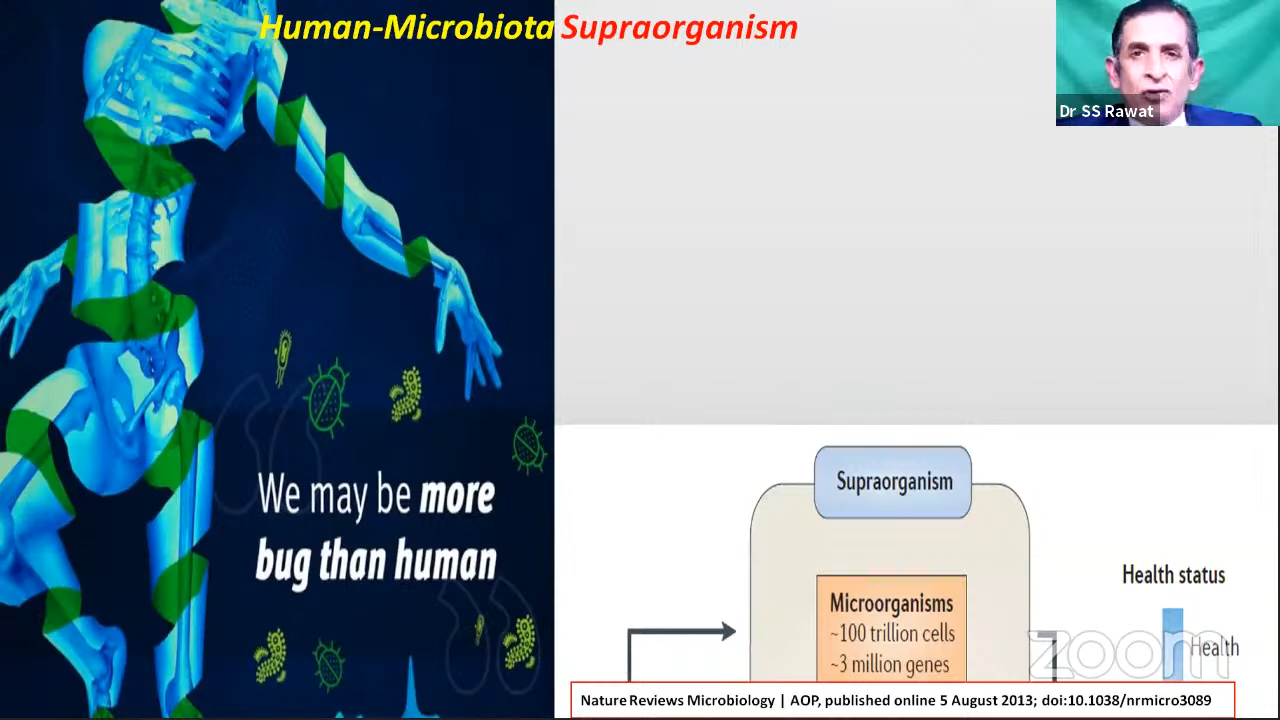 Human-Microbiota Supraorganism
Dr SS Rawat
We may be more
bug than human
Supraorganism
Microorganisms
~100 trillion cells
~3 million genes
Health status
Health
zoom
Nature Reviews Microbiology | AOP, published online 5 August 2013; doi:10.1038/nrmicro3089